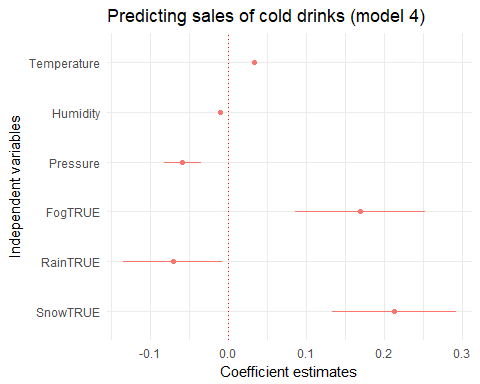 Predicting sales of cold drinks (model 4)
Independent variables
Temperature
Humidity
Pressure
FogTRUE
RainTRUE
SnowTRUE
-0.1 0.0 0.1 0.2 0.3
Coefficient estimates